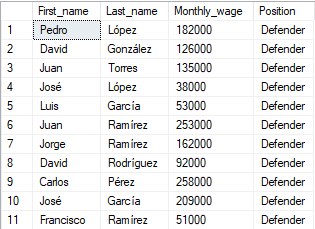 First_name Last_name Monthly_wage Position
1 Pedro López 182000 Defender
2 David González 126000 Defender
3 Juan Torres 135000 Defender
4 José López 38000 Defender
5 Luis García 53000 Defender
6 Juan Ramírez 253000 Defender
7 Jorge Ramírez 162000 Defender
8 David Rodríguez 92000 Defender
9 Carlos Pérez 258000 Defender
10 José García 209000 Defender
11 Francisco Ramírez 51000 Defender